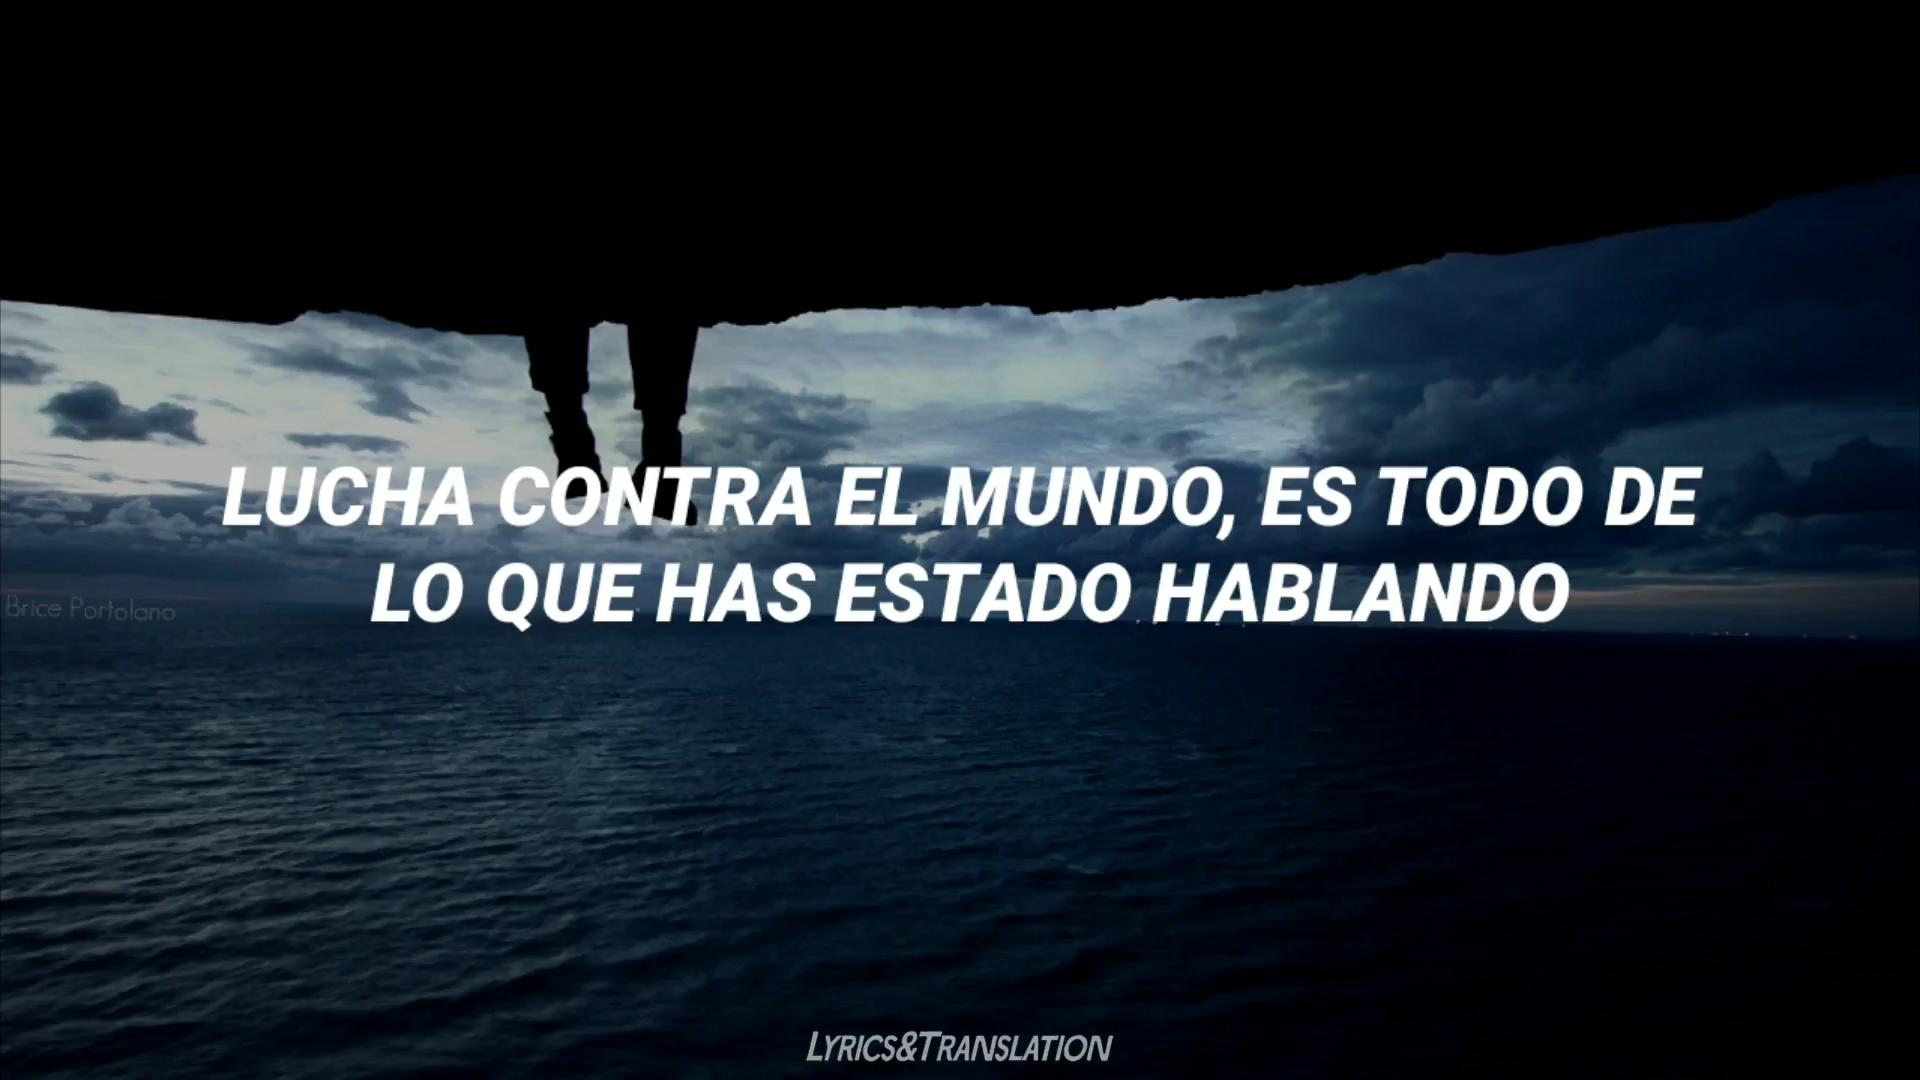 LUCHA CONTRA EL MUNDO, ES TODO DE
LO QUE HAS ESTADO HABLANDO
Brice Portolano
LYRICS&TRANSLATION